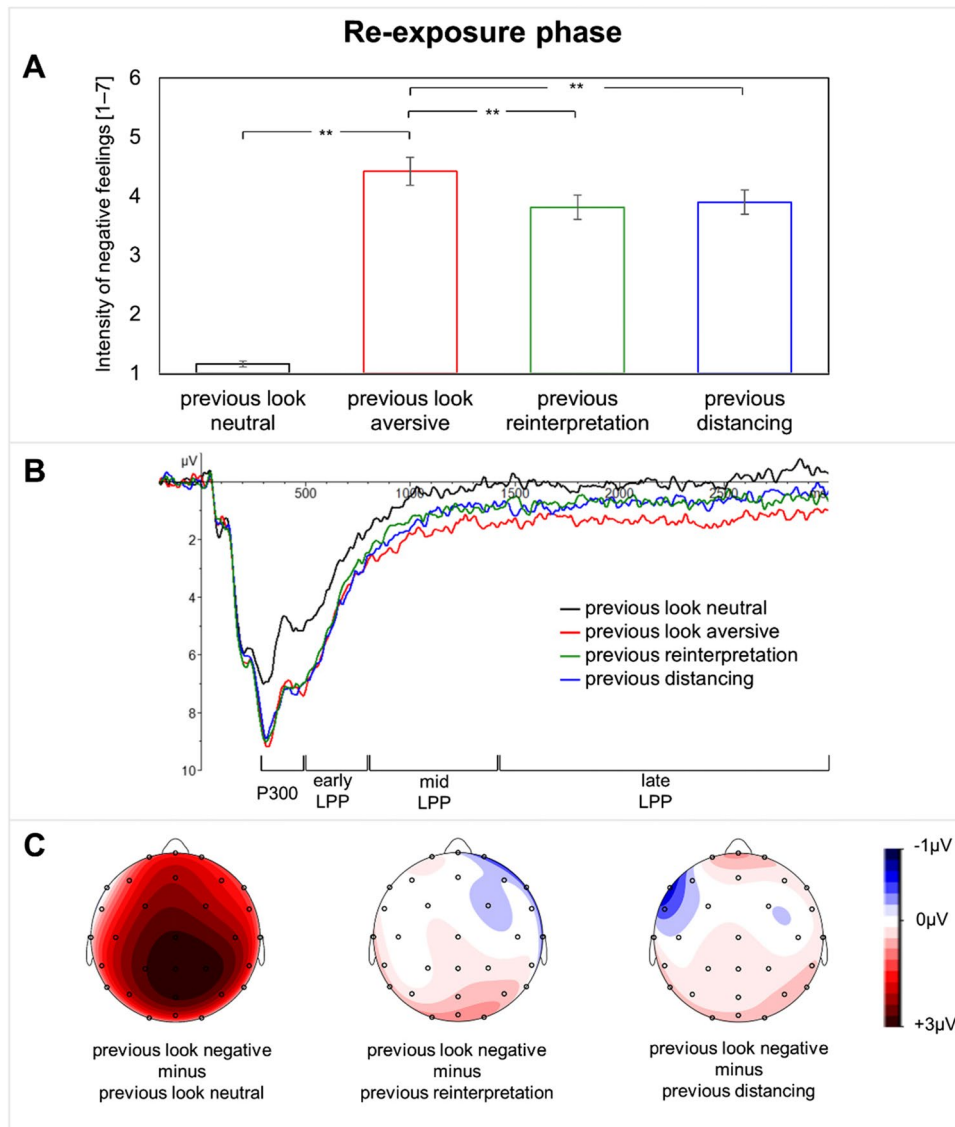 Re-exposure phase
A
Intensity of negative feelings [1–7]
6
5
4
3
2
1
**
**
**
previous look
neutral
previous look
aversive
previous
reinterpretation
previous
distancing
B
µV
500
1000
1500
2000
2
4
6
8
10
previous look neutral
previous look aversive
previous reinterpretation
previous distancing
P300
early
LPP
mid
LPP
late
LPP
C
-1µV
0µV
+3µV
previous look negative
minus
previous look neutral
previous look negative
minus
previous reinterpretation
previous look negative
minus
previous distancing